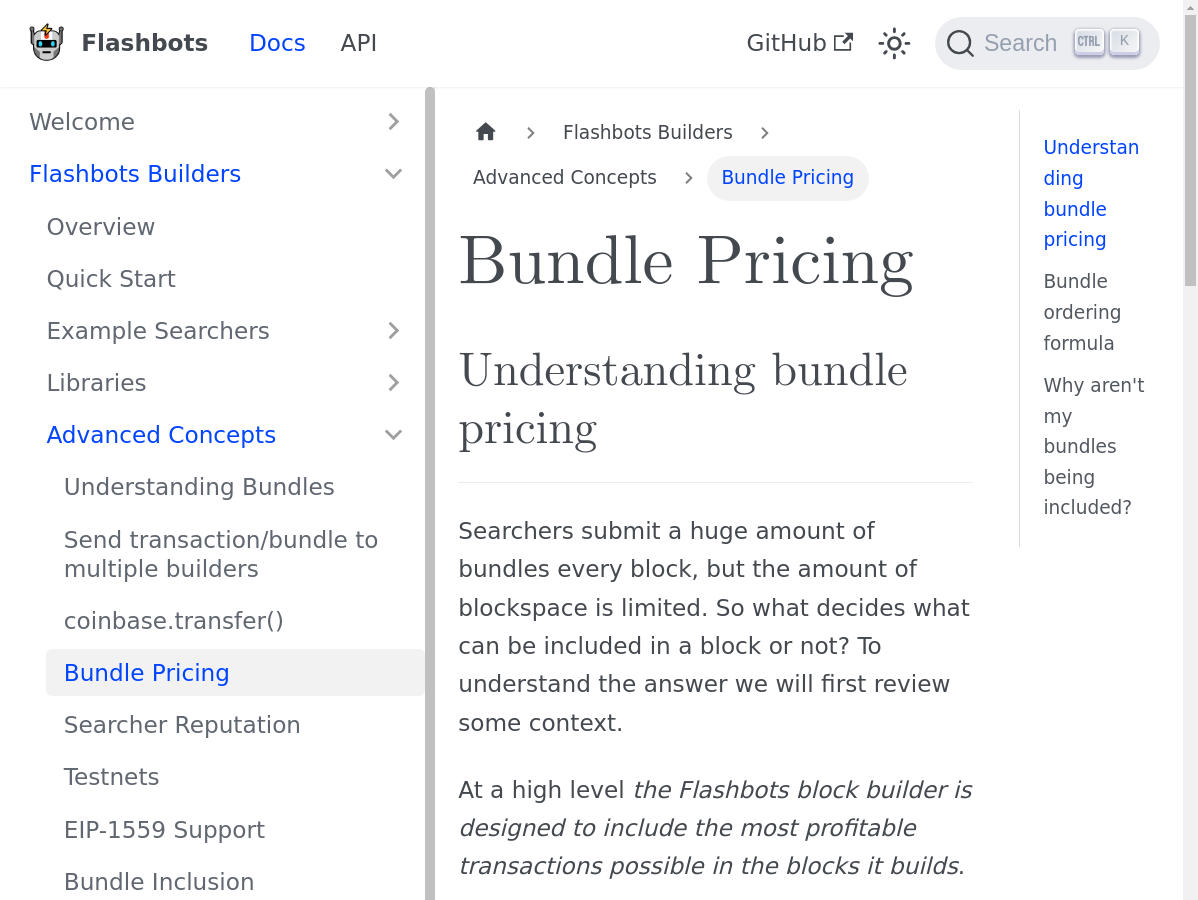 Flashbots
Docs
API
GitHub
Search
CTRL
K
Welcome
Flashbots Builders
Overview
Quick Start
Example Searchers
Libraries
Advanced Concepts
Understanding Bundles
Send transaction/bundle to
multiple builders
coinbase.transfer()
Bundle Pricing
Searcher Reputation
Testnets
EIP-1559 Support
Bundle Inclusion
Flashbots Builders
Advanced Concepts
Bundle Pricing
Bundle Pricing
Understanding bundle
pricing
Searchers submit a huge amount of
bundles every block, but the amount of
blockspace is limited. So what decides what
can be included in a block or not? To
understand the answer we will first review
some context.
At a high level the Flashbots block builder is
designed to include the most profitable
transactions possible in the blocks it builds.
Understan
ding
bundle
pricing
Bundle
ordering
formula
Why aren't
my
bundles
being
included?